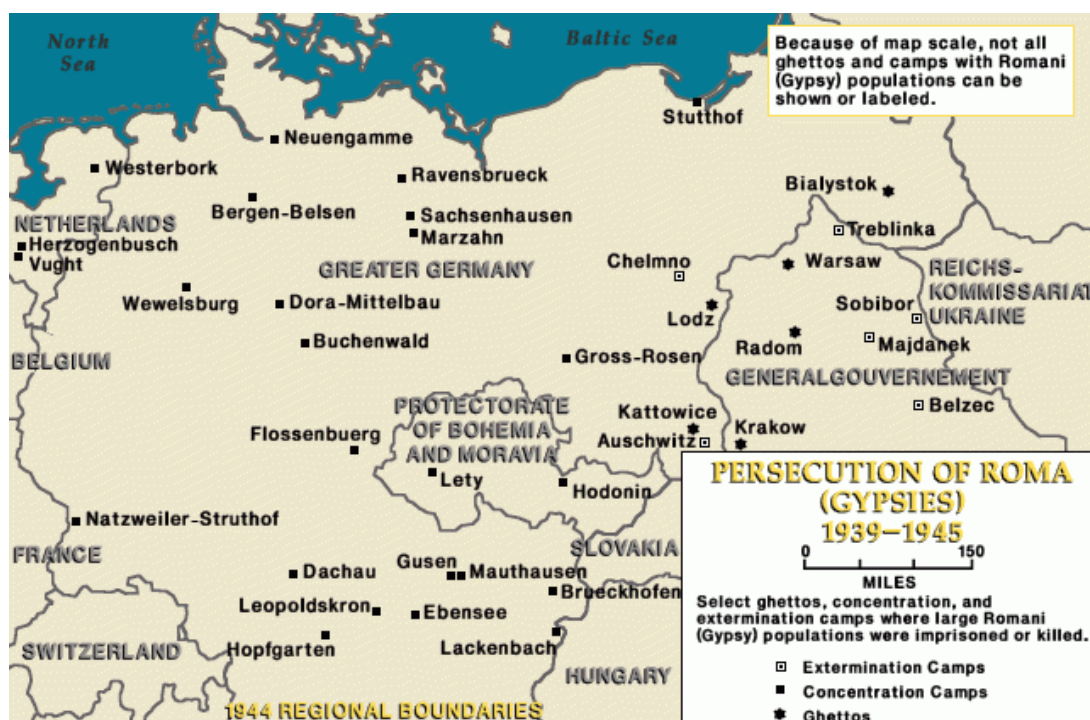 North
Sea
Baltic Sea
Because of map scale, not all
ghettos and camps with Romani
(Gypsy) populations can be
shown or labeled.
Stutthof
Neuengamme
Westerbork
Ravensbrueck
Bialystok
Bergen-Belsen
Sachsenhausen
NETHERLANDS
Treblinka
Marzahn
Herzogenbusch
Vught
Chelmno
Warsaw
GREATER GERMANY
REICHS-
KOMMISSARIAT
UKRAINE
Wewelsburg
Dora-Mittelbau
Sobibor
Lodz
Buchenwald
Radom
Majdanek
Gross-Rosen
BELGIUM
GENERALGOUVERNEMENT
PROTECTORATE
OF BOHEMIA
AND MORAVIA
Belzec
Kattowice
Krakow
Flossenbuerg
Auschwitz
Lety
Hodonin
PERSECUTION OF ROMA
(GYPSIES)
1939–1945
Natzweiler-Struthof
FRANCE
SLOVAKIA
0 150
MILES
Gusen
Dachau
Mauthausen
Brueckhofen
Leopoldskron
Ebensee
Select ghettos, concentration, and
extermination camps where large Romani
(Gypsy) populations were imprisoned or killed.
SWITZERLAND
Hopfgarten
Lackenbach
HUNGARY
Extermination Camps
Concentration Camps
Ghettos
1944 REGIONAL BOUNDARIES